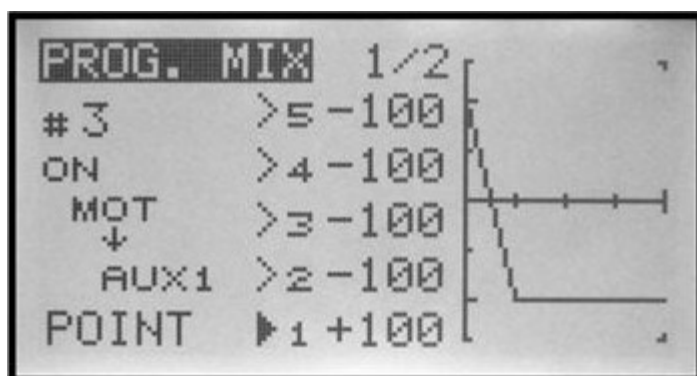 PROG. MIX 1/2
#3 >5-100
ON >4-100
MOT >3-100
↓
AUX1 >2-100
POINT ▶1+100